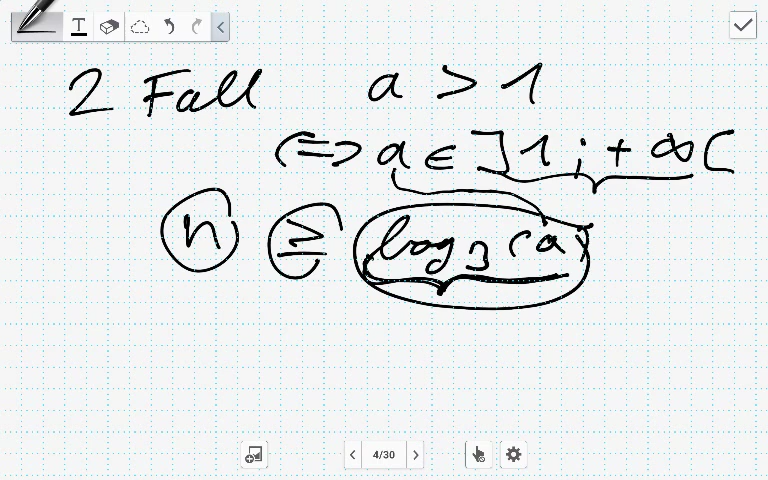 T
2 Fall a > 1
⟺ a ∈ ]1 ; + ∞[
n ≥ log₃(a)
4/30